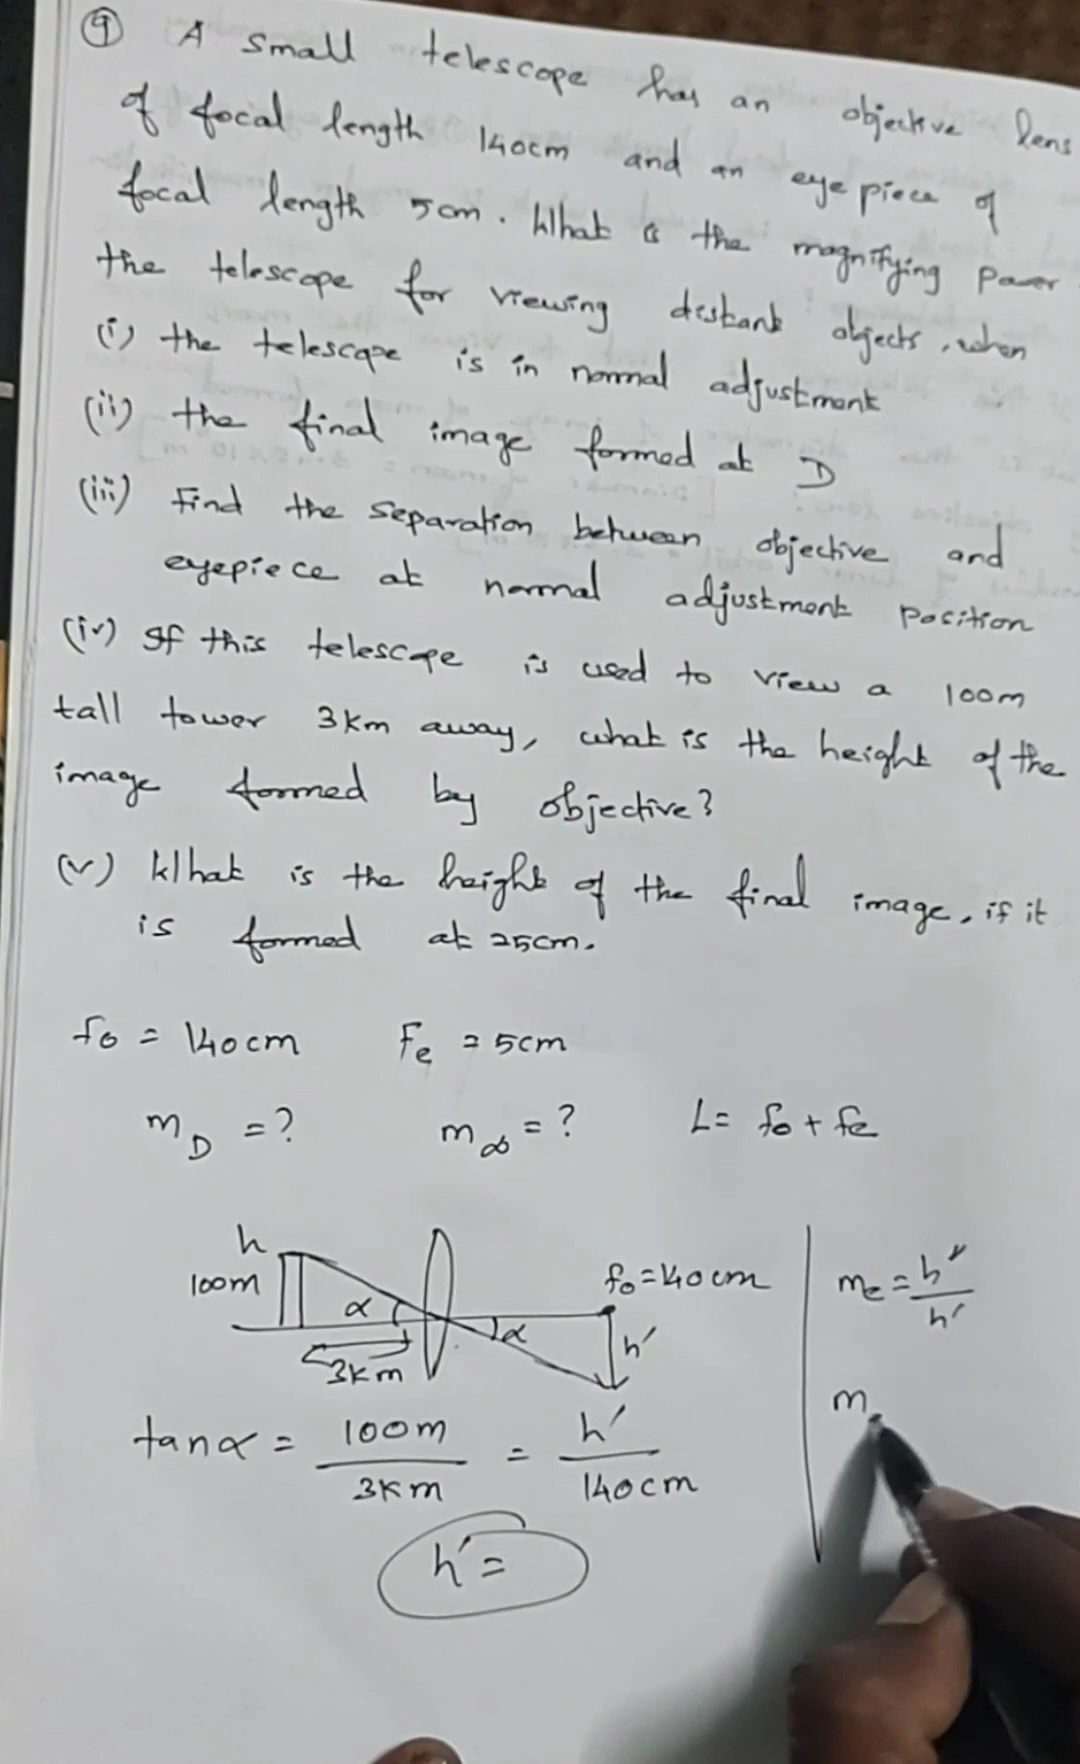 9 A small telescope has an objective lens
of focal length 140cm and an eye piece of
focal length 5cm. What is the magnifying power
the telescope for viewing distant objects, when
(i) the telescope is in normal adjustment
(ii) the final image formed at D
(iii) Find the separation between objective and
eyepiece at normal adjustment position
(iv) If this telescope is used to view a 100m
tall tower 3km away, what is the height of the
image formed by objective?
(v) What is the height of the final image, if it
is formed at 25cm.
fo = 140cm Fe = 5cm
mD = ? m∞ = ? L = fo + fe
h
100m α 3km α fo = 140cm h'
me = h"/h'
m
tanα = 100m/3km = h'/140cm
h' =